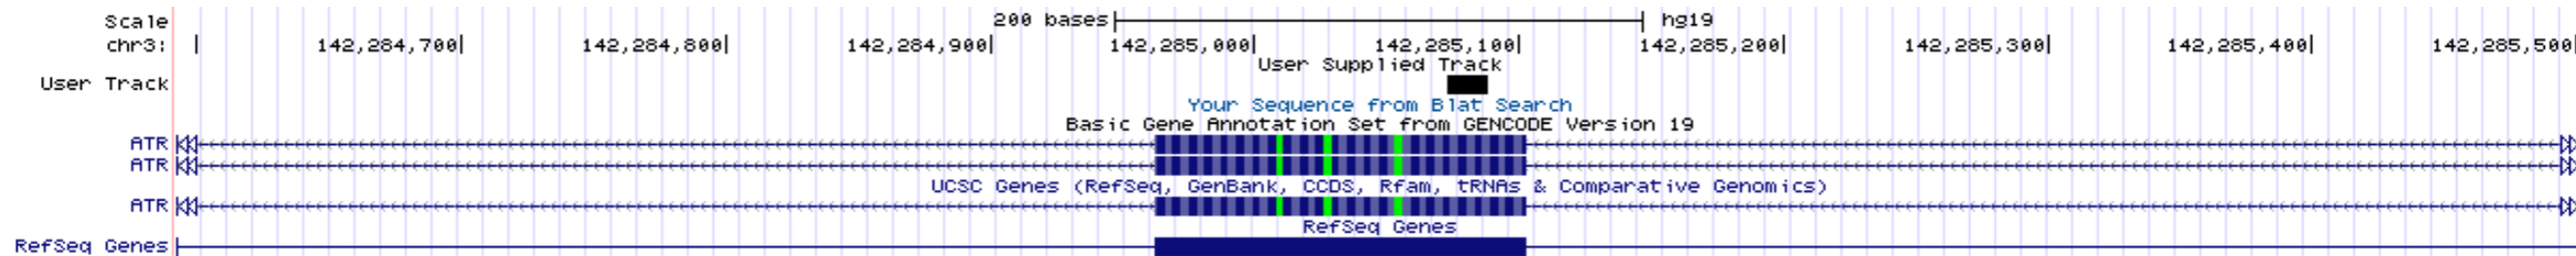 Scale 200 bases hg19
chr3: 142,284,700 142,284,800 142,284,900 142,285,000 142,285,100 142,285,200 142,285,300 142,285,400 142,285,500
User Supplied Track
User Track
Your Sequence from Blat Search
Basic Gene Annotation Set from GENCODE Version 19
ATR
ATR
UCSC Genes (RefSeq, GenBank, CCDS, Rfam, tRNAs & Comparative Genomics)
ATR
RefSeq Genes
RefSeq Genes